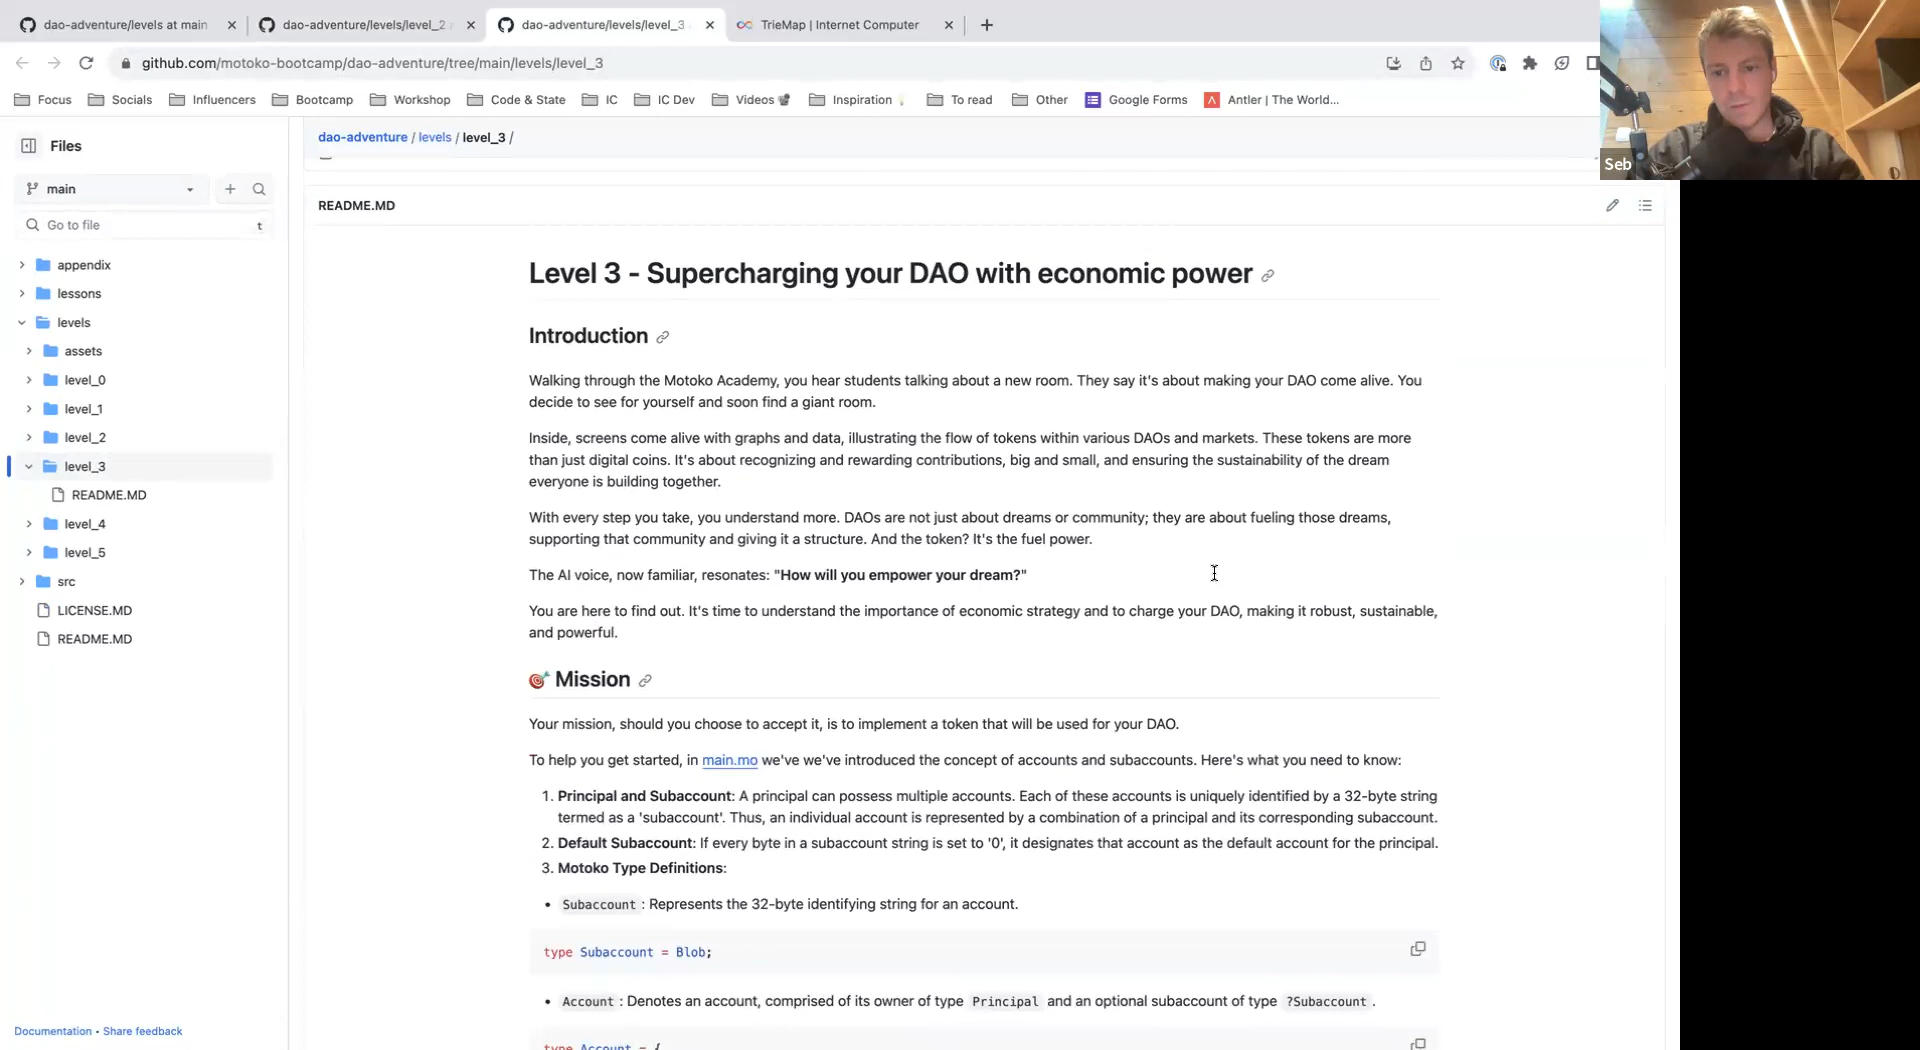 dao-adventure/levels at main
dao-adventure/levels/level_2
dao-adventure/levels/level_3
TrieMap | Internet Computer
github.com/motoko-bootcamp/dao-adventure/tree/main/levels/level_3
Focus
Socials
Influencers
Bootcamp
Workshop
Code & State
IC
IC Dev
Videos
Inspiration
To read
Other
Google Forms
Antler | The World...
Seb
Files
main
Go to file
t
appendix
lessons
levels
assets
level_0
level_1
level_2
level_3
README.MD
level_4
level_5
src
LICENSE.MD
README.MD
Documentation • Share feedback
dao-adventure / levels / level_3 /
README.MD
Level 3 - Supercharging your DAO with economic power
Introduction
Walking through the Motoko Academy, you hear students talking about a new room. They say it's about making your DAO come alive. You
decide to see for yourself and soon find a giant room.
Inside, screens come alive with graphs and data, illustrating the flow of tokens within various DAOs and markets. These tokens are more
than just digital coins. It's about recognizing and rewarding contributions, big and small, and ensuring the sustainability of the dream
everyone is building together.
With every step you take, you understand more. DAOs are not just about dreams or community; they are about fueling those dreams,
supporting that community and giving it a structure. And the token? It's the fuel power.
The AI voice, now familiar, resonates: "How will you empower your dream?"
You are here to find out. It's time to understand the importance of economic strategy and to charge your DAO, making it robust, sustainable,
and powerful.
🎯 Mission
Your mission, should you choose to accept it, is to implement a token that will be used for your DAO.
To help you get started, in main.mo we've we've introduced the concept of accounts and subaccounts. Here's what you need to know:
1. Principal and Subaccount: A principal can possess multiple accounts. Each of these accounts is uniquely identified by a 32-byte string
termed as a 'subaccount'. Thus, an individual account is represented by a combination of a principal and its corresponding subaccount.
2. Default Subaccount: If every byte in a subaccount string is set to '0', it designates that account as the default account for the principal.
3. Motoko Type Definitions:
• Subaccount : Represents the 32-byte identifying string for an account.
type Subaccount = Blob;
• Account : Denotes an account, comprised of its owner of type Principal and an optional subaccount of type ?Subaccount .
type Account = {